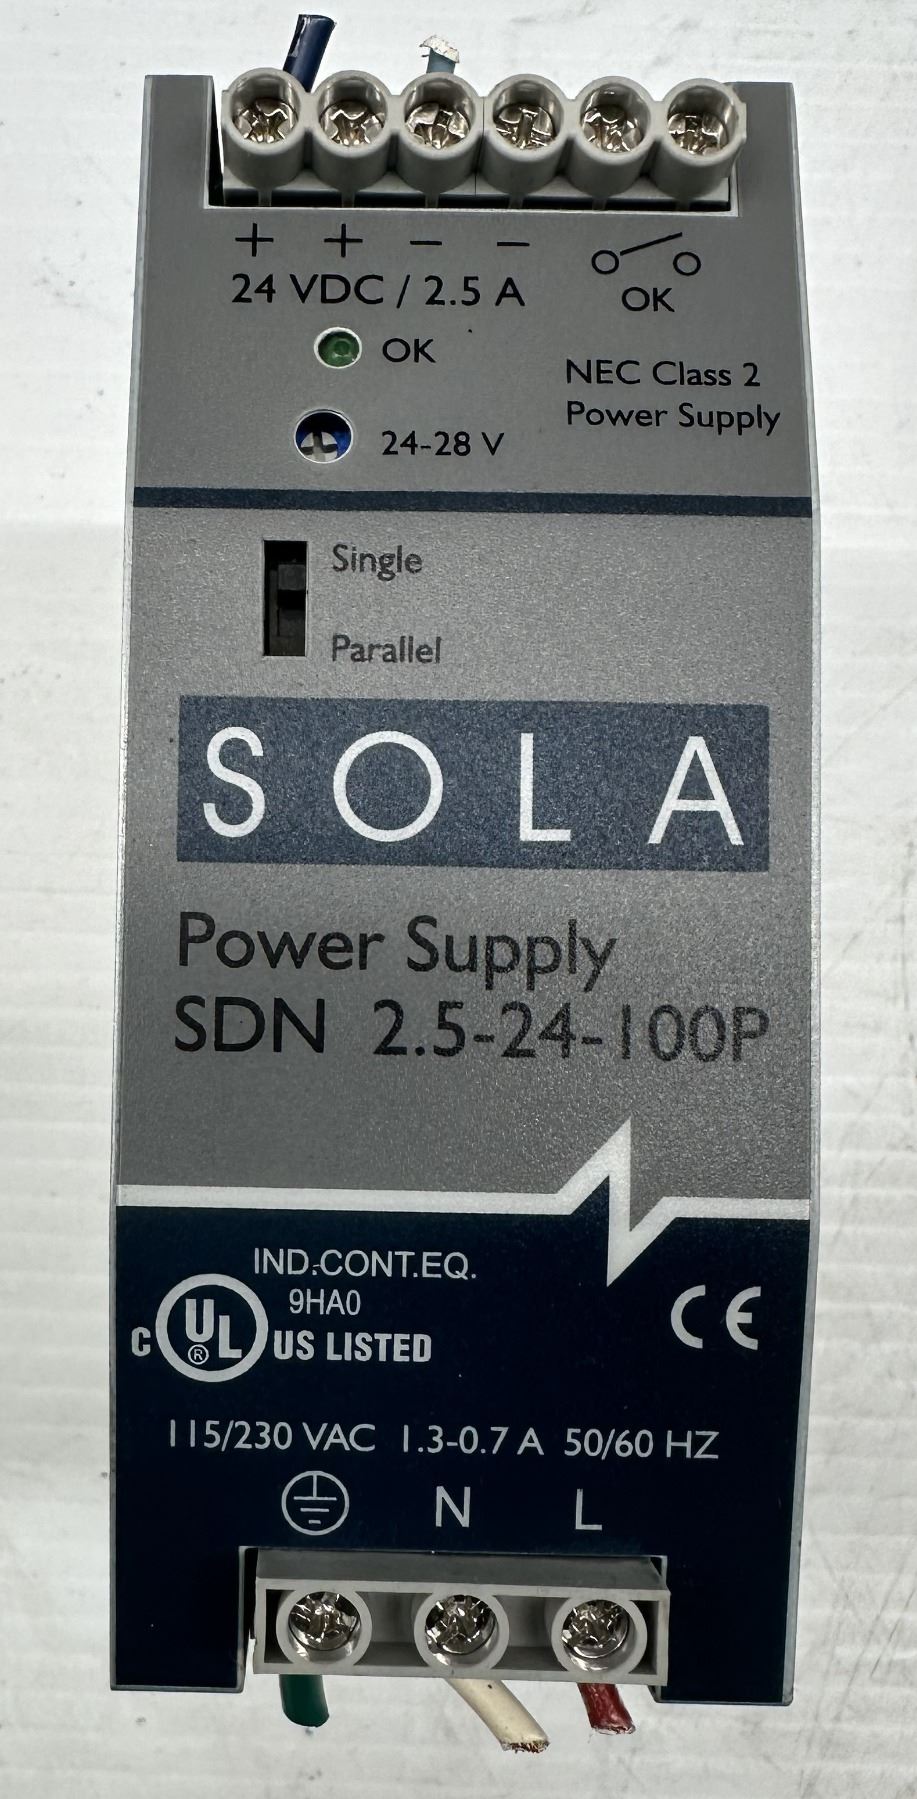 + + - -
24 VDC / 2.5 A
OK
OK
NEC Class 2
Power Supply
24-28 V
Single
Parallel
SOLA
Power Supply
SDN 2.5-24-100P
IND.CONT.EQ.
9HA0
C UL ® US LISTED
CE
115/230 VAC 1.3-0.7 A 50/60 HZ
N L